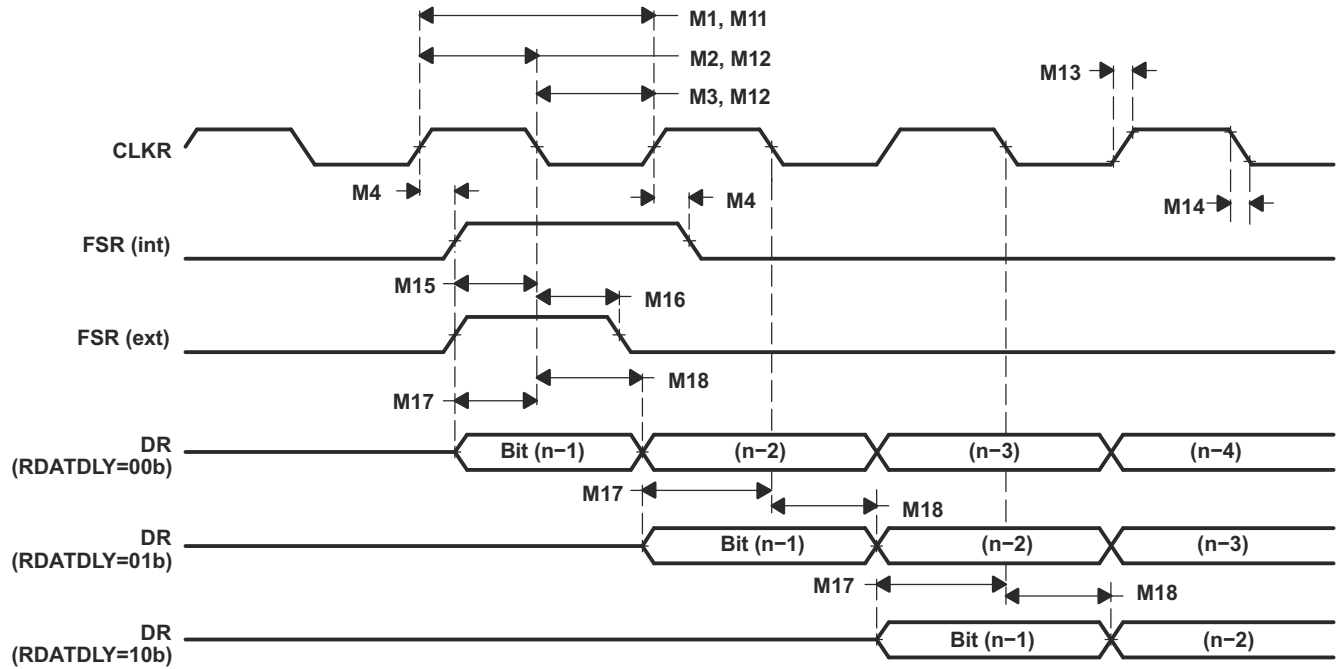 M1, M11
M2, M12
M3, M12
M13
CLKR
M4
M4
M14
FSR (int)
M15
M16
FSR (ext)
M18
M17
DR
(RDATDLY=00b)
Bit (n−1)
(n−2)
(n−3)
(n−4)
M17
M18
DR
(RDATDLY=01b)
Bit (n−1)
(n−2)
(n−3)
M17
M18
DR
(RDATDLY=10b)
Bit (n−1)
(n−2)